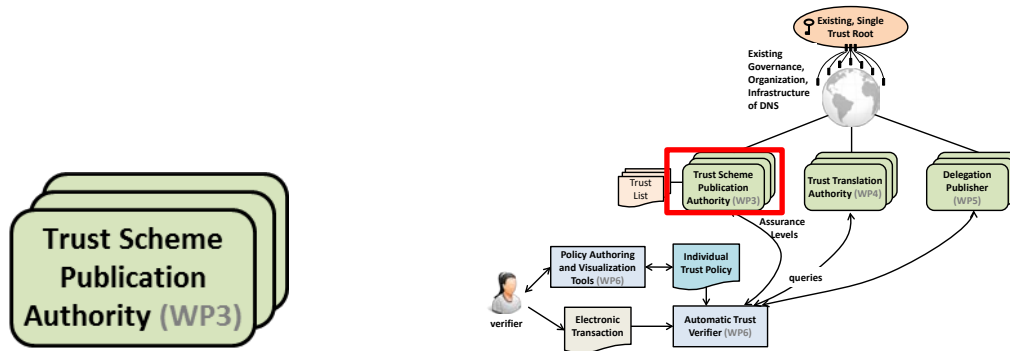 Trust Scheme
Publication
Authority (WP3)
Existing, Single
Trust Root
Existing
Governance,
Organization,
Infrastructure
of DNS
Trust
List
Trust Scheme
Publication
Authority (WP3)
Trust Translation
Authority (WP4)
Delegation
Publisher
(WP5)
Assurance
Levels
Policy Authoring
and Visualization
Tools (WP6)
Individual
Trust Policy
queries
verifier
Electronic
Transaction
Automatic Trust
Verifier (WP6)